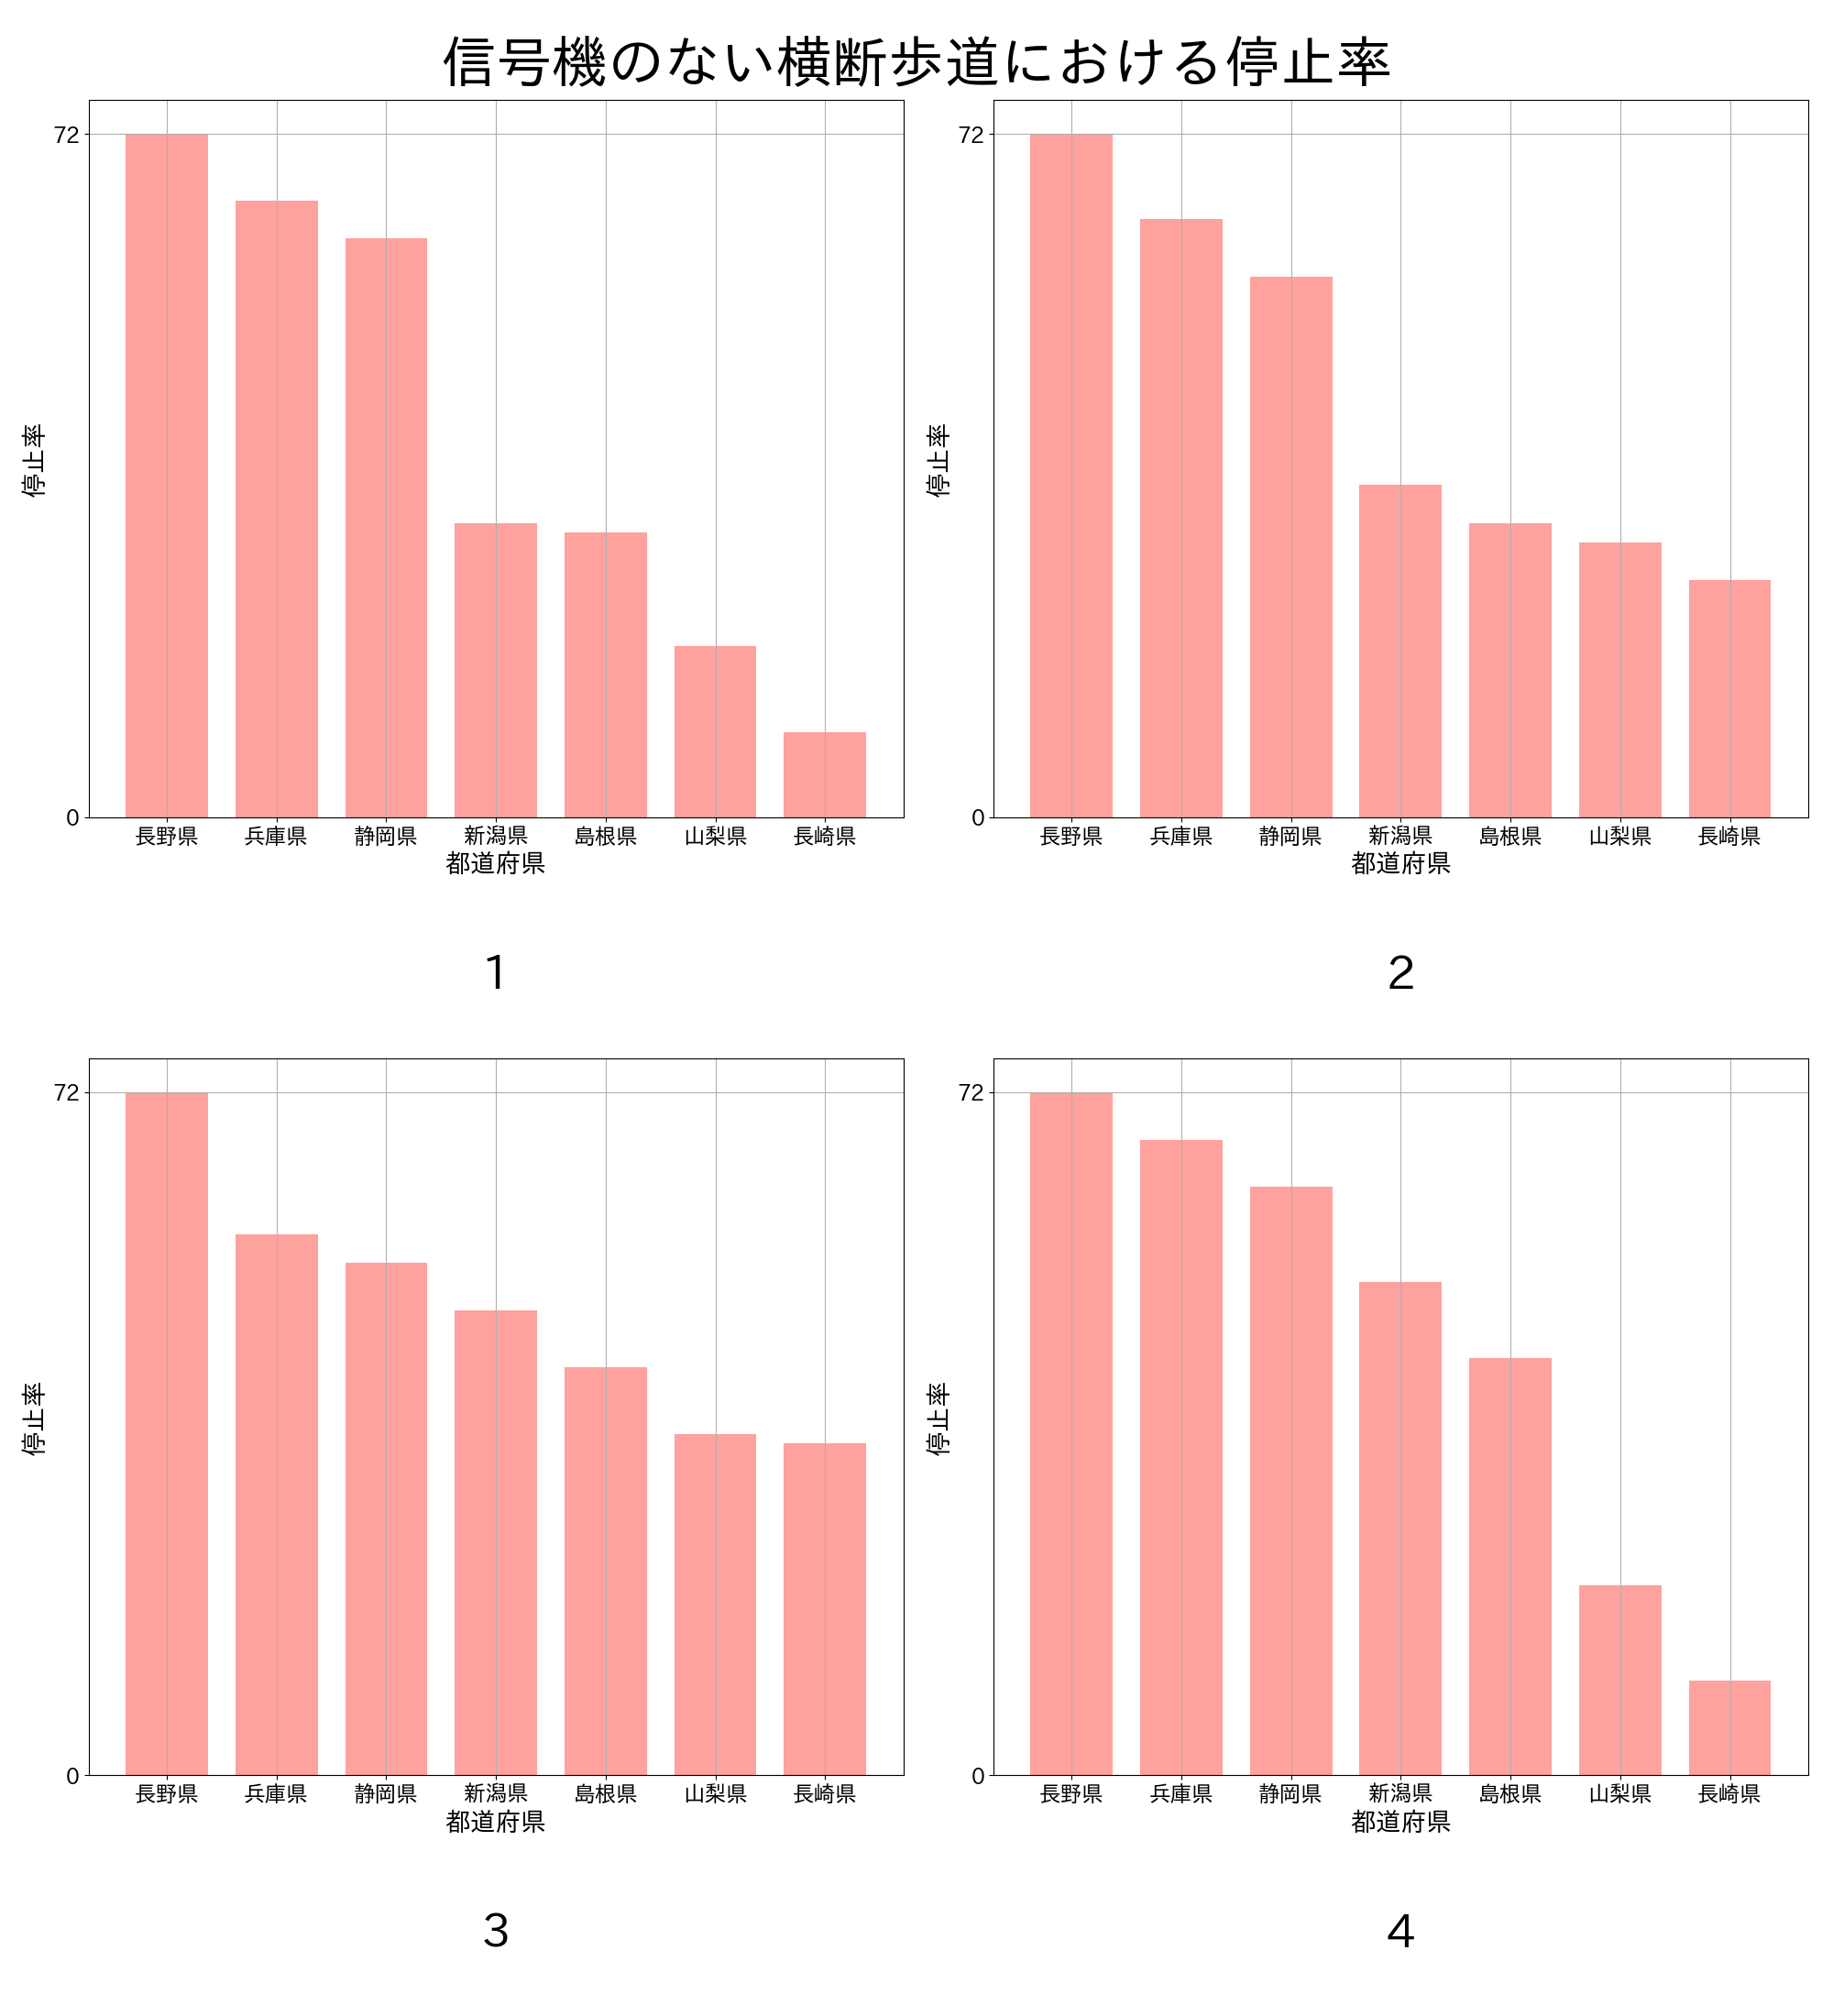 信号機のない横断歩道における停止率
72
0
停止率
長野県 兵庫県 静岡県 新潟県 島根県 山梨県 長崎県
都道府県
1
72
0
停止率
長野県 兵庫県 静岡県 新潟県 島根県 山梨県 長崎県
都道府県
2
72
0
停止率
長野県 兵庫県 静岡県 新潟県 島根県 山梨県 長崎県
都道府県
3
72
0
停止率
長野県 兵庫県 静岡県 新潟県 島根県 山梨県 長崎県
都道府県
4